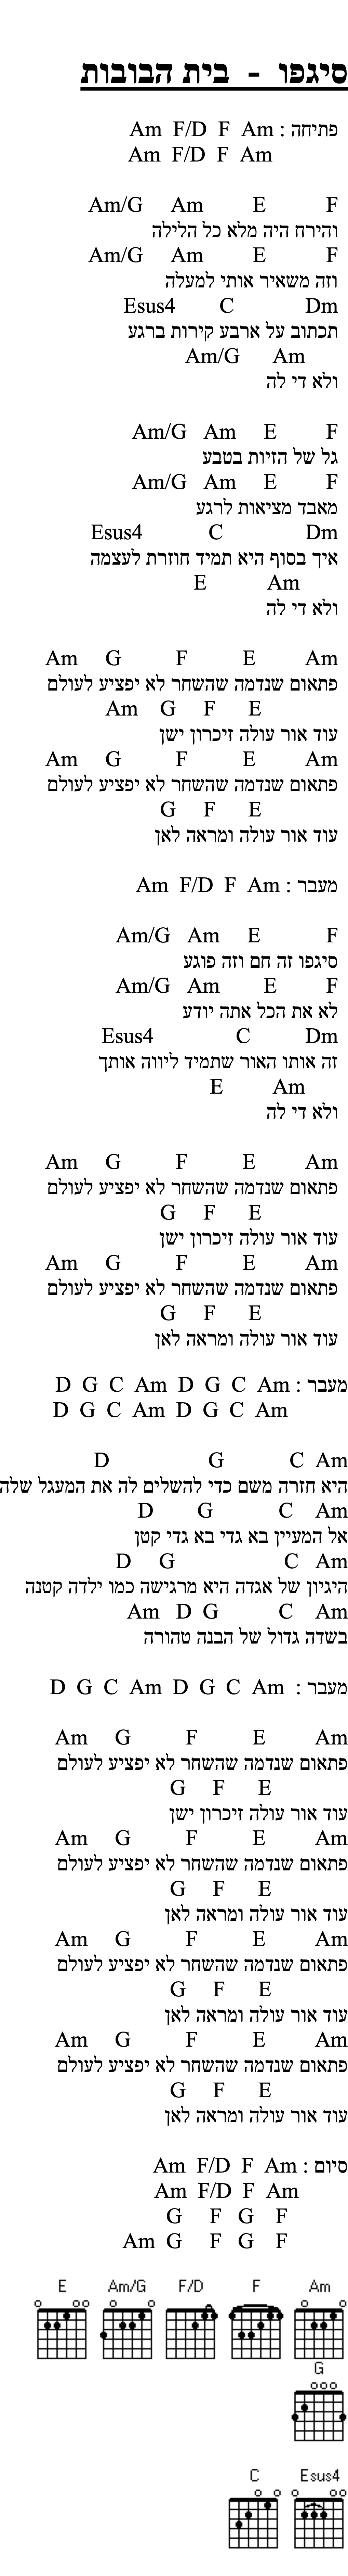 סיגפו - בית הבובות
פתיחה : Am F/D F Am
Am F/D F Am
Am/G Am E F
והירח היה מלא כל הלילה
Am/G Am E F
וזה משאיר אותי למעלה
Esus4 C Dm
תכתוב על ארבע קירות ברגע
Am/G Am
ולא די לה
Am/G Am E F
גל של הזיות בטבע
Am/G Am E F
מאבד מציאות לרגע
Esus4 C Dm
איך בסוף היא תמיד חוזרת לעצמה
E Am
ולא די לה
Am G F E Am
פתאום שנדמה שהשחר לא יפציע לעולם
Am G F E
עוד אור עולה זיכרון ישן
Am G F E Am
פתאום שנדמה שהשחר לא יפציע לעולם
G F E
עוד אור עולה ומראה לאן
מעבר : Am F/D F Am
Am/G Am E F
סיגפו זה חם וזה פוגע
Am/G Am E F
לא את הכל אתה יודע
Esus4 C Dm
זה אותו האור שתמיד ליווה אותך
E Am
ולא די לה
Am G F E Am
פתאום שנדמה שהשחר לא יפציע לעולם
G F E
עוד אור עולה זיכרון ישן
Am G F E Am
פתאום שנדמה שהשחר לא יפציע לעולם
G F E
עוד אור עולה ומראה לאן
מעבר : D G C Am D G C Am
D G C Am D G C Am
D G C Am
היא חזרה משם כדי להשלים לה את המעגל שלה
D G C Am
אל המעיין בא גדי בא גדי קטן
D G C Am
היגיון של אגדה היא מרגישה כמו ילדה קטנה
Am D G C Am
בשדה גדול של הבנה טהורה
מעבר : D G C Am D G C Am
Am G F E Am
פתאום שנדמה שהשחר לא יפציע לעולם
G F E
עוד אור עולה זיכרון ישן
Am G F E Am
פתאום שנדמה שהשחר לא יפציע לעולם
G F E
עוד אור עולה ומראה לאן
Am G F E Am
פתאום שנדמה שהשחר לא יפציע לעולם
G F E
עוד אור עולה ומראה לאן
Am G F E Am
פתאום שנדמה שהשחר לא יפציע לעולם
G F E
עוד אור עולה ומראה לאן
סיום : Am F/D F Am
Am F/D F Am
G F G F
Am G F G F
E Am/G F/D F Am
G
C Esus4